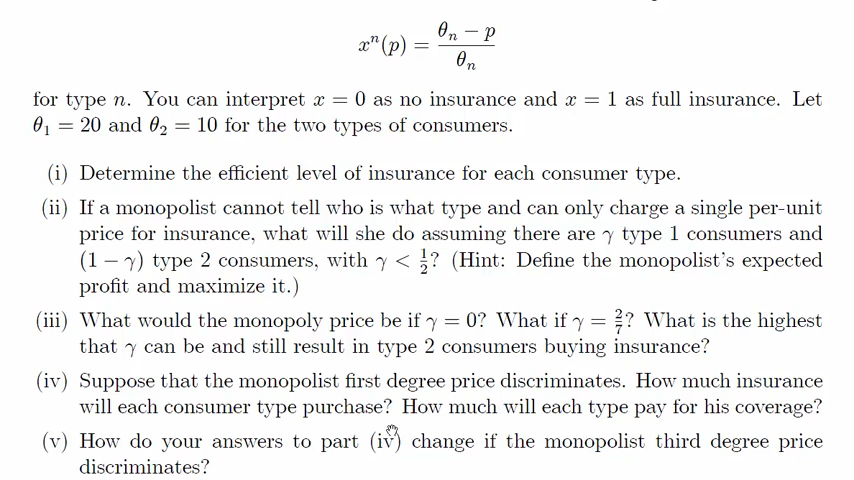 xⁿ(p) = (θₙ − p) / θₙ
for type n. You can interpret x = 0 as no insurance and x = 1 as full insurance. Let
θ₁ = 20 and θ₂ = 10 for the two types of consumers.
(i) Determine the efficient level of insurance for each consumer type.
(ii) If a monopolist cannot tell who is what type and can only charge a single per-unit
price for insurance, what will she do assuming there are γ type 1 consumers and
(1 − γ) type 2 consumers, with γ < 1/2? (Hint: Define the monopolist's expected
profit and maximize it.)
(iii) What would the monopoly price be if γ = 0? What if γ = 2/7? What is the highest
that γ can be and still result in type 2 consumers buying insurance?
(iv) Suppose that the monopolist first degree price discriminates. How much insurance
will each consumer type purchase? How much will each type pay for his coverage?
(v) How do your answers to part (iv) change if the monopolist third degree price
discriminates?